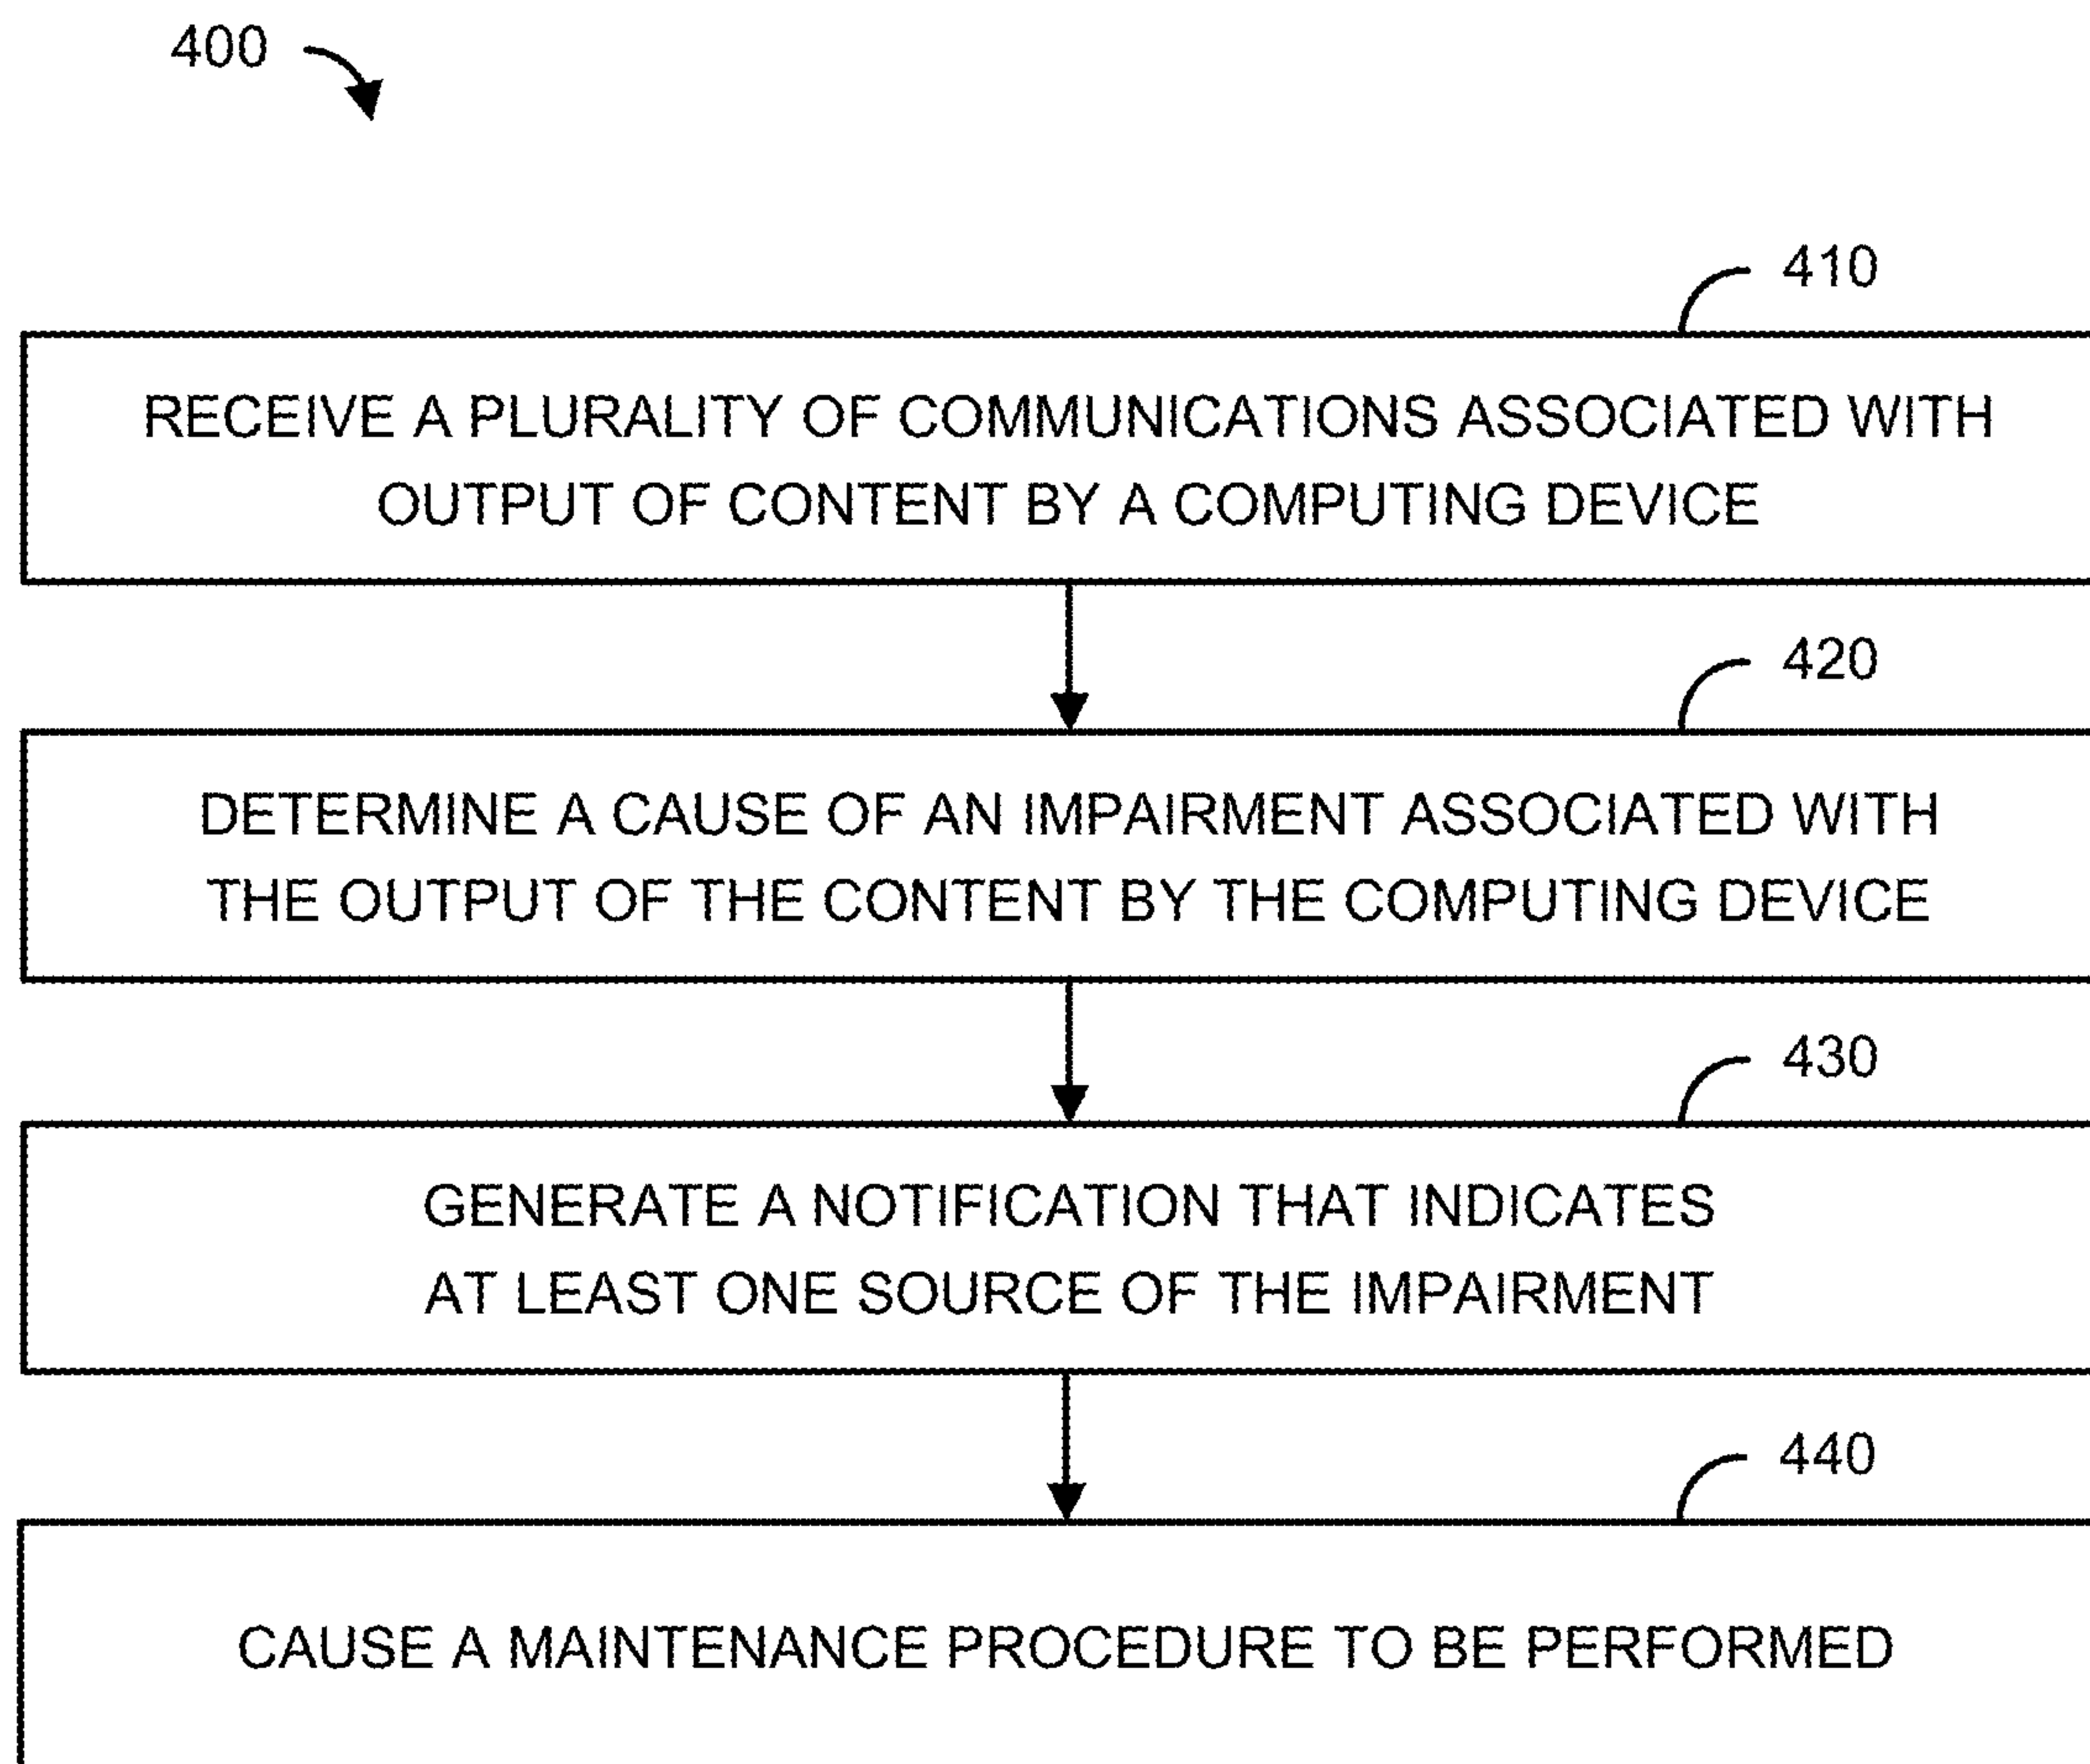 400
410
RECEIVE A PLURALITY OF COMMUNICATIONS ASSOCIATED WITH
OUTPUT OF CONTENT BY A COMPUTING DEVICE
420
DETERMINE A CAUSE OF AN IMPAIRMENT ASSOCIATED WITH
THE OUTPUT OF THE CONTENT BY THE COMPUTING DEVICE
430
GENERATE A NOTIFICATION THAT INDICATES
AT LEAST ONE SOURCE OF THE IMPAIRMENT
440
CAUSE A MAINTENANCE PROCEDURE TO BE PERFORMED